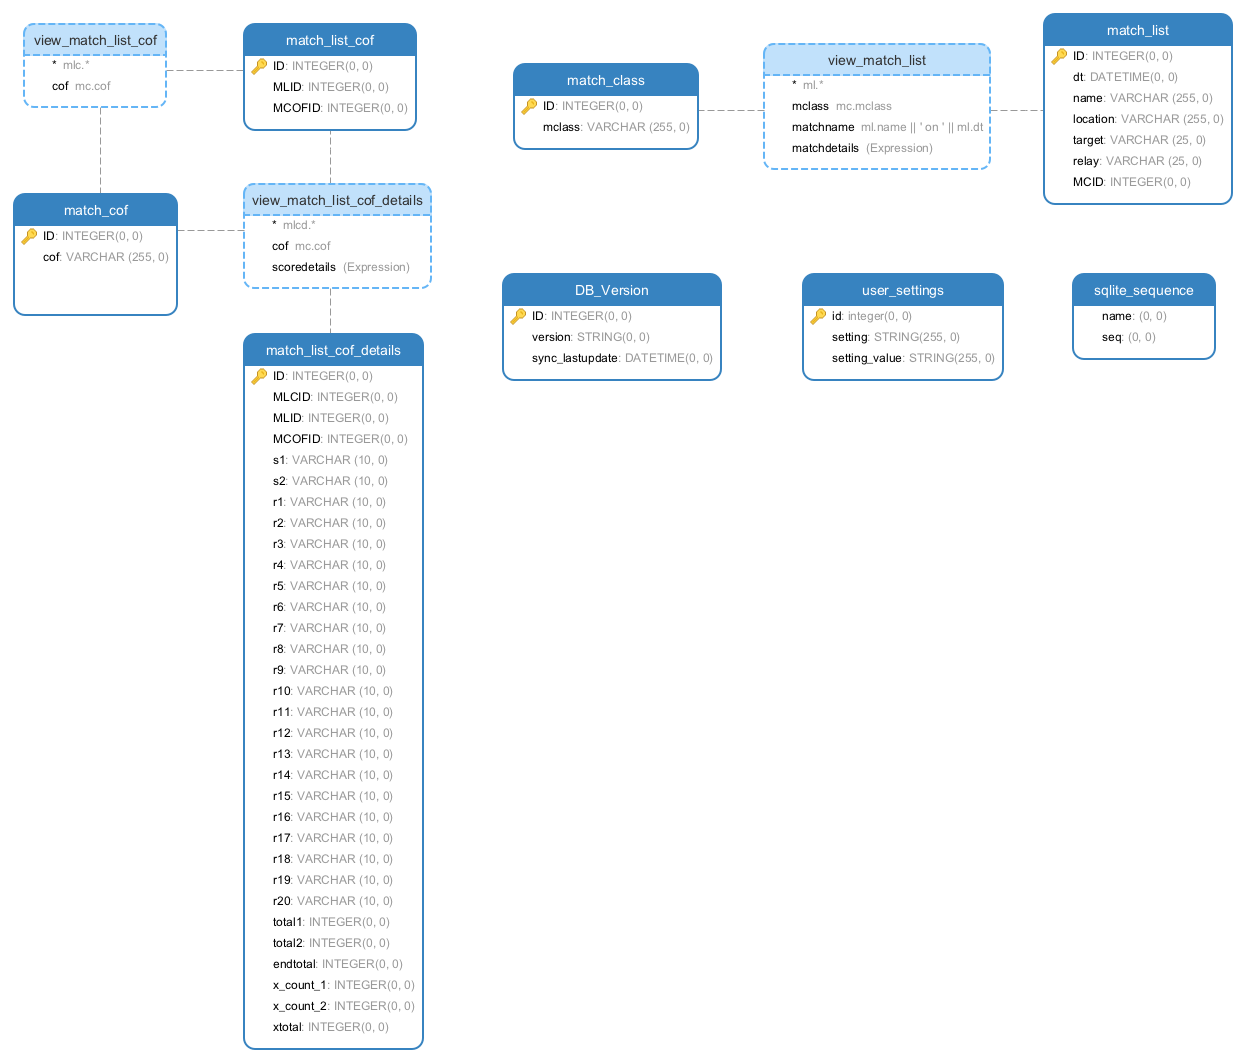 view_match_list_cof
* mlc.*
cof mc.cof
match_list_cof
ID: INTEGER(0, 0)
MLID: INTEGER(0, 0)
MCOFID: INTEGER(0, 0)
match_class
ID: INTEGER(0, 0)
mclass: VARCHAR (255, 0)
view_match_list
* ml.*
mclass mc.mclass
matchname ml.name || ' on ' || ml.dt
matchdetails (Expression)
match_list
ID: INTEGER(0, 0)
dt: DATETIME(0, 0)
name: VARCHAR (255, 0)
location: VARCHAR (255, 0)
target: VARCHAR (25, 0)
relay: VARCHAR (25, 0)
MCID: INTEGER(0, 0)
match_cof
ID: INTEGER(0, 0)
cof: VARCHAR (255, 0)
view_match_list_cof_details
* mlcd.*
cof mc.cof
scoredetails (Expression)
DB_Version
ID: INTEGER(0, 0)
version: STRING(0, 0)
sync_lastupdate: DATETIME(0, 0)
user_settings
id: integer(0, 0)
setting: STRING(255, 0)
setting_value: STRING(255, 0)
sqlite_sequence
name: (0, 0)
seq: (0, 0)
match_list_cof_details
ID: INTEGER(0, 0)
MLCID: INTEGER(0, 0)
MLID: INTEGER(0, 0)
MCOFID: INTEGER(0, 0)
s1: VARCHAR (10, 0)
s2: VARCHAR (10, 0)
r1: VARCHAR (10, 0)
r2: VARCHAR (10, 0)
r3: VARCHAR (10, 0)
r4: VARCHAR (10, 0)
r5: VARCHAR (10, 0)
r6: VARCHAR (10, 0)
r7: VARCHAR (10, 0)
r8: VARCHAR (10, 0)
r9: VARCHAR (10, 0)
r10: VARCHAR (10, 0)
r11: VARCHAR (10, 0)
r12: VARCHAR (10, 0)
r13: VARCHAR (10, 0)
r14: VARCHAR (10, 0)
r15: VARCHAR (10, 0)
r16: VARCHAR (10, 0)
r17: VARCHAR (10, 0)
r18: VARCHAR (10, 0)
r19: VARCHAR (10, 0)
r20: VARCHAR (10, 0)
total1: INTEGER(0, 0)
total2: INTEGER(0, 0)
endtotal: INTEGER(0, 0)
x_count_1: INTEGER(0, 0)
x_count_2: INTEGER(0, 0)
xtotal: INTEGER(0, 0)